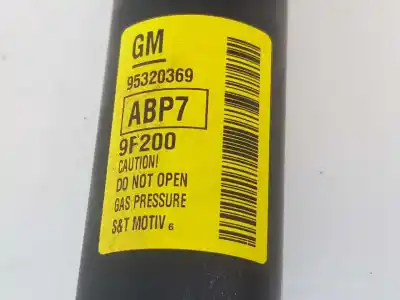 GM
95320369
ABP7
9F200
CAUTION!
DO NOT OPEN
GAS PRESSURE
S&T MOTIV 6